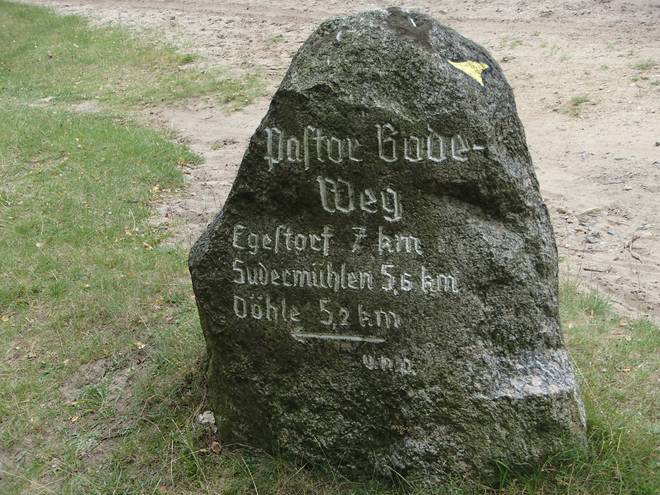 Paſtor Bode-
Weg
Egeſtorf 7 km
Sudermühlen 5,6 km
Döhle 5,2 km